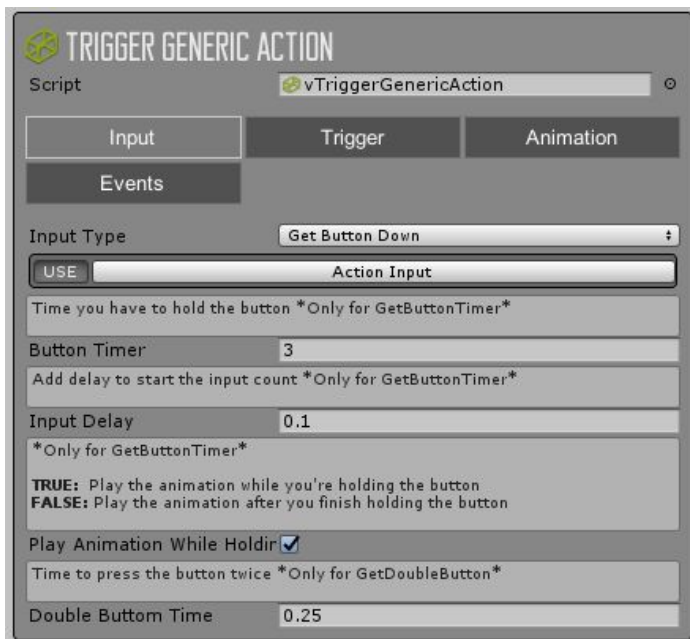 TRIGGER GENERIC ACTION
Script vTriggerGenericAction
Input Trigger Animation
Events
Input Type Get Button Down
USE Action Input
Time you have to hold the button *Only for GetButtonTimer*
Button Timer 3
Add delay to start the input count *Only for GetButtonTimer*
Input Delay 0.1
*Only for GetButtonTimer*
TRUE: Play the animation while you're holding the button
FALSE: Play the animation after you finish holding the button
Play Animation While Holdir
Time to press the button twice *Only for GetDoubleButton*
Double Buttom Time 0.25